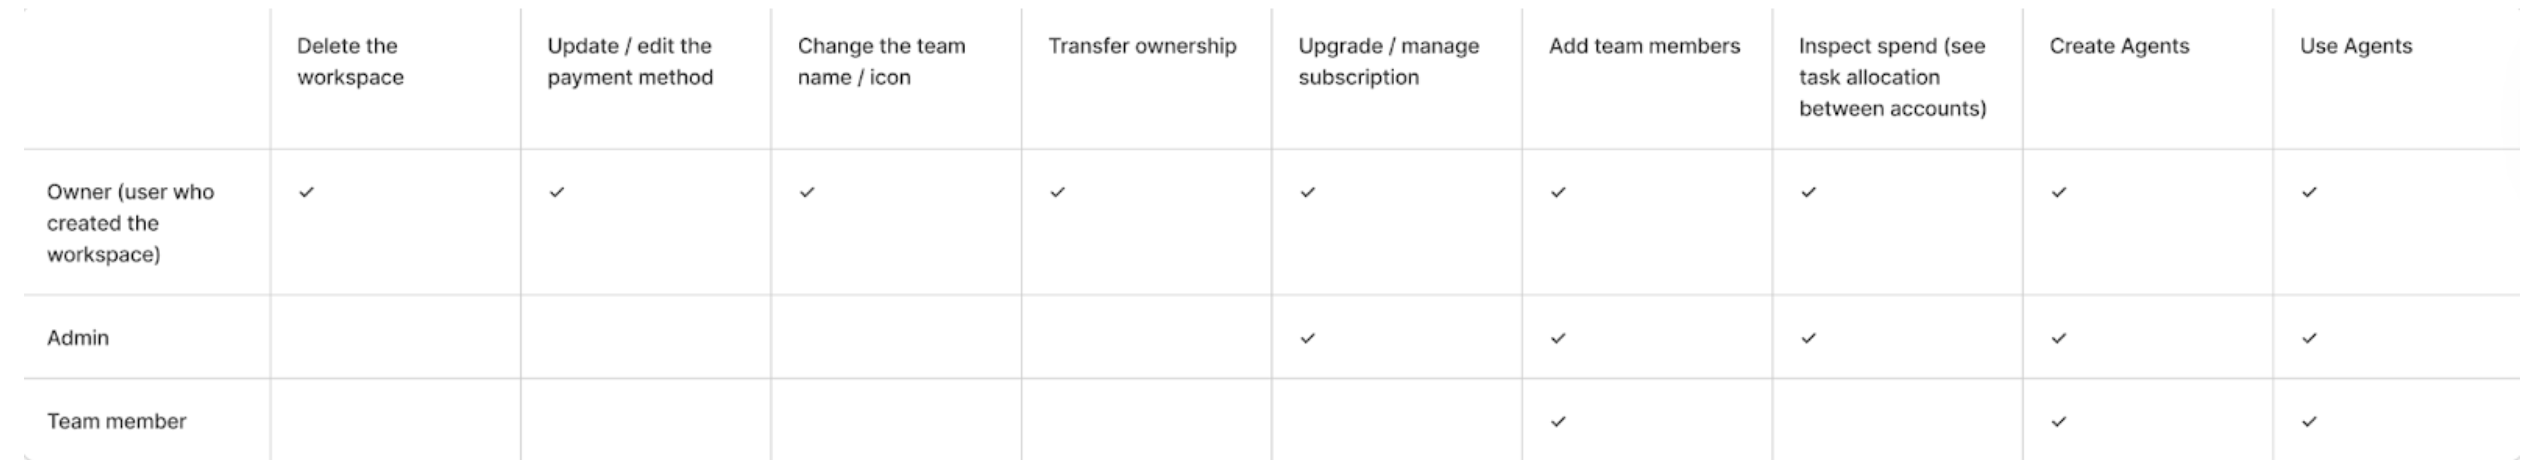 Delete the
workspace
Update / edit the
payment method
Change the team
name / icon
Transfer ownership
Upgrade / manage
subscription
Add team members
Inspect spend (see
task allocation
between accounts)
Create Agents
Use Agents
Owner (user who
created the
workspace)
✓ ✓ ✓ ✓ ✓ ✓ ✓ ✓ ✓
Admin
✓ ✓ ✓ ✓ ✓
Team member
✓ ✓ ✓